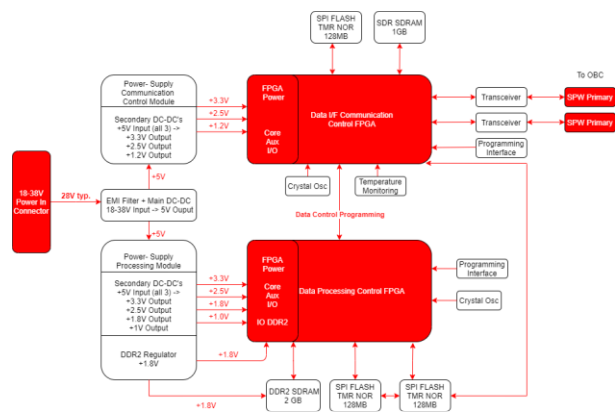 SPI FLASH
TMR NOR
128MB
SDR SDRAM
1GB
Power- Supply
Communication
Control Module
Secondary DC-DC's
+5V Input (all 3) ->
+3.3V Output
+2.5V Output
+1.2V Output
+3.3V
+2.5V
+1.2V
FPGA
Power
Core
Aux
I/O
Data I/F Communication
Control FPGA
To OBC
Transceiver
SPW Primary
Transceiver
SPW Primary
Programming
Interface
Crystal Osc
Temperature
Monitoring
+5V
18-38V
Power In
Connector
28V typ.
EMI Filter + Main DC-DC
18-38V Input -> 5V Ouput
+5V
Data Control Programming
Power- Supply
Processing Module
Secondary DC-DC's
+5V Input (all 3) ->
+3.3V Output
+2.5V Output
+1.8V Output
+1V Output
DDR2 Regulator
+1.8V
+3.3V
+2.5V
+1.8V
+1.0V
+1.8V
FPGA
Power
Core
Aux
I/O
IO DDR2
Data Processing Control FPGA
Programming
Interface
Crystal Osc
+1.8V
DDR2 SDRAM
2 GB
SPI FLASH
TMR NOR
128MB
SPI FLASH
TMR NOR
128MB